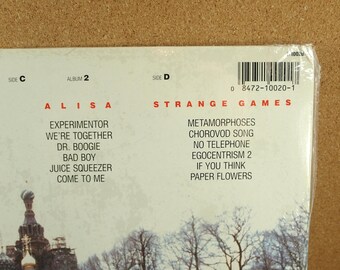 SIDE C ALBUM 2 SIDE D
0 8472-10020-1
ALISA STRANGE GAMES
EXPERIMENTOR
WE'RE TOGETHER
DR. BOOGIE
BAD BOY
JUICE SQUEEZER
COME TO ME
METAMORPHOSES
CHOROVOD SONG
NO TELEPHONE
EGOCENTRISM 2
IF YOU THINK
PAPER FLOWERS